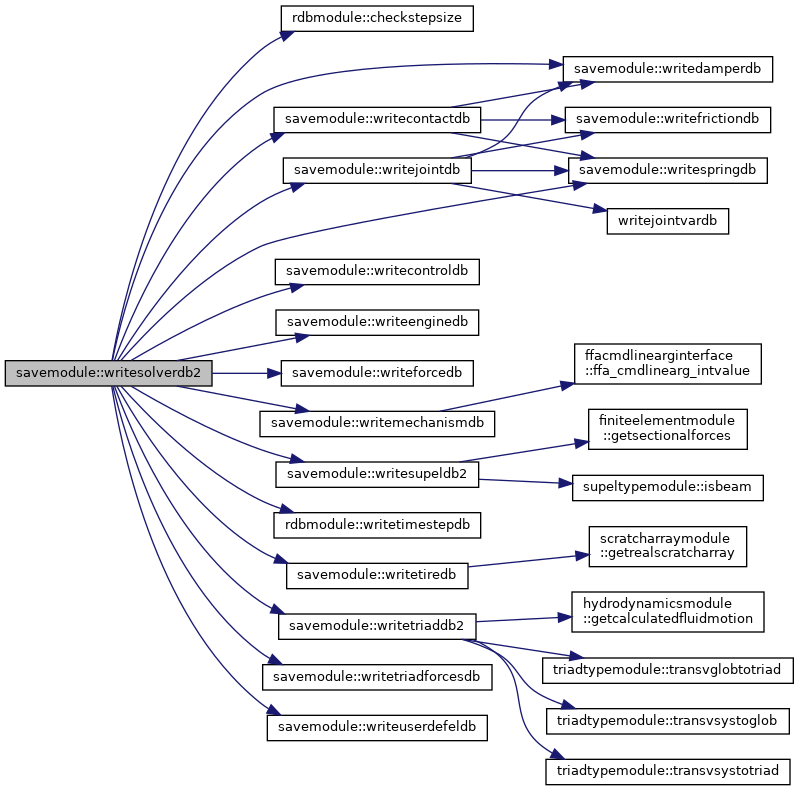 rdbmodule::checkstepsize
savemodule::writedamperdb
savemodule::writecontactdb
savemodule::writefrictiondb
savemodule::writejointdb
savemodule::writespringdb
writejointvardb
savemodule::writecontroldb
savemodule::writeenginedb
ffacmdlinearginterface
::ffa_cmdlinearg_intvalue
savemodule::writesolverdb2
savemodule::writeforcedb
savemodule::writemechanismdb
finiteelementmodule
::getsectionalforces
savemodule::writesupeldb2
supeltypemodule::isbeam
rdbmodule::writetimestepdb
scratcharraymodule
::getrealscratcharray
savemodule::writetiredb
hydrodynamicsmodule
::getcalculatedfluidmotion
savemodule::writetriaddb2
triadtypemodule::transvglobtotriad
savemodule::writetriadforcesdb
triadtypemodule::transvsystoglob
savemodule::writeuserdefeldb
triadtypemodule::transvsystotriad